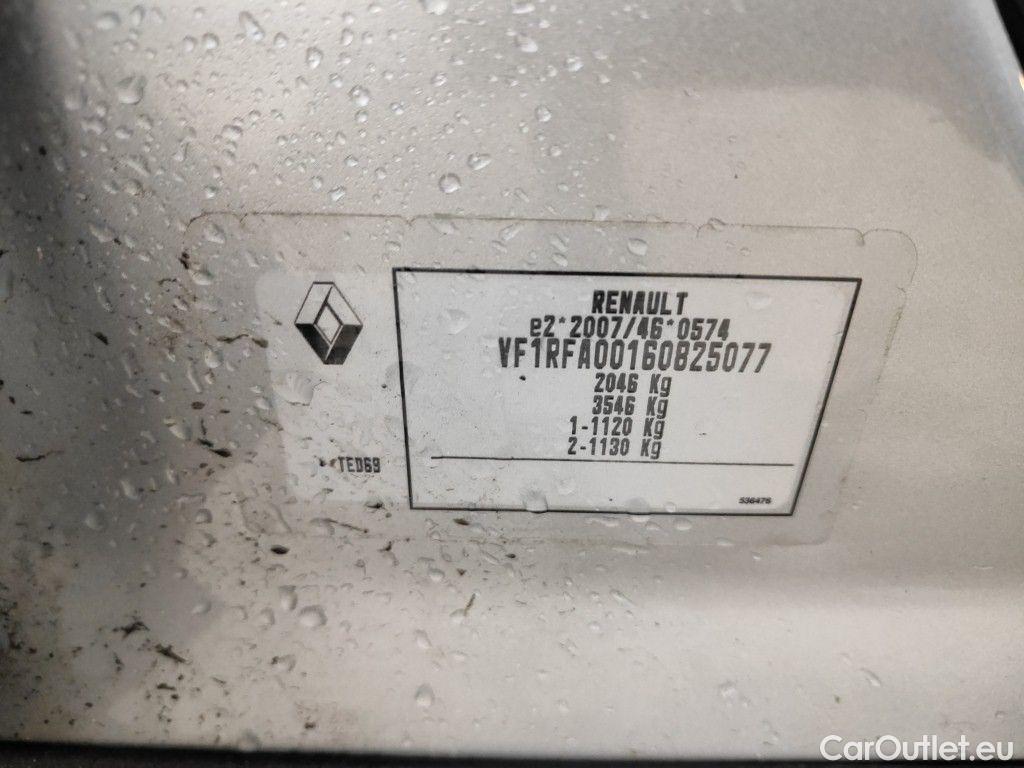 RENAULT
e2*2007/46*0574
VF1RFA00160825077
2046 Kg
3546 Kg
1-1120 Kg
2-1130 Kg
TED69
536476
CarOutlet.eu